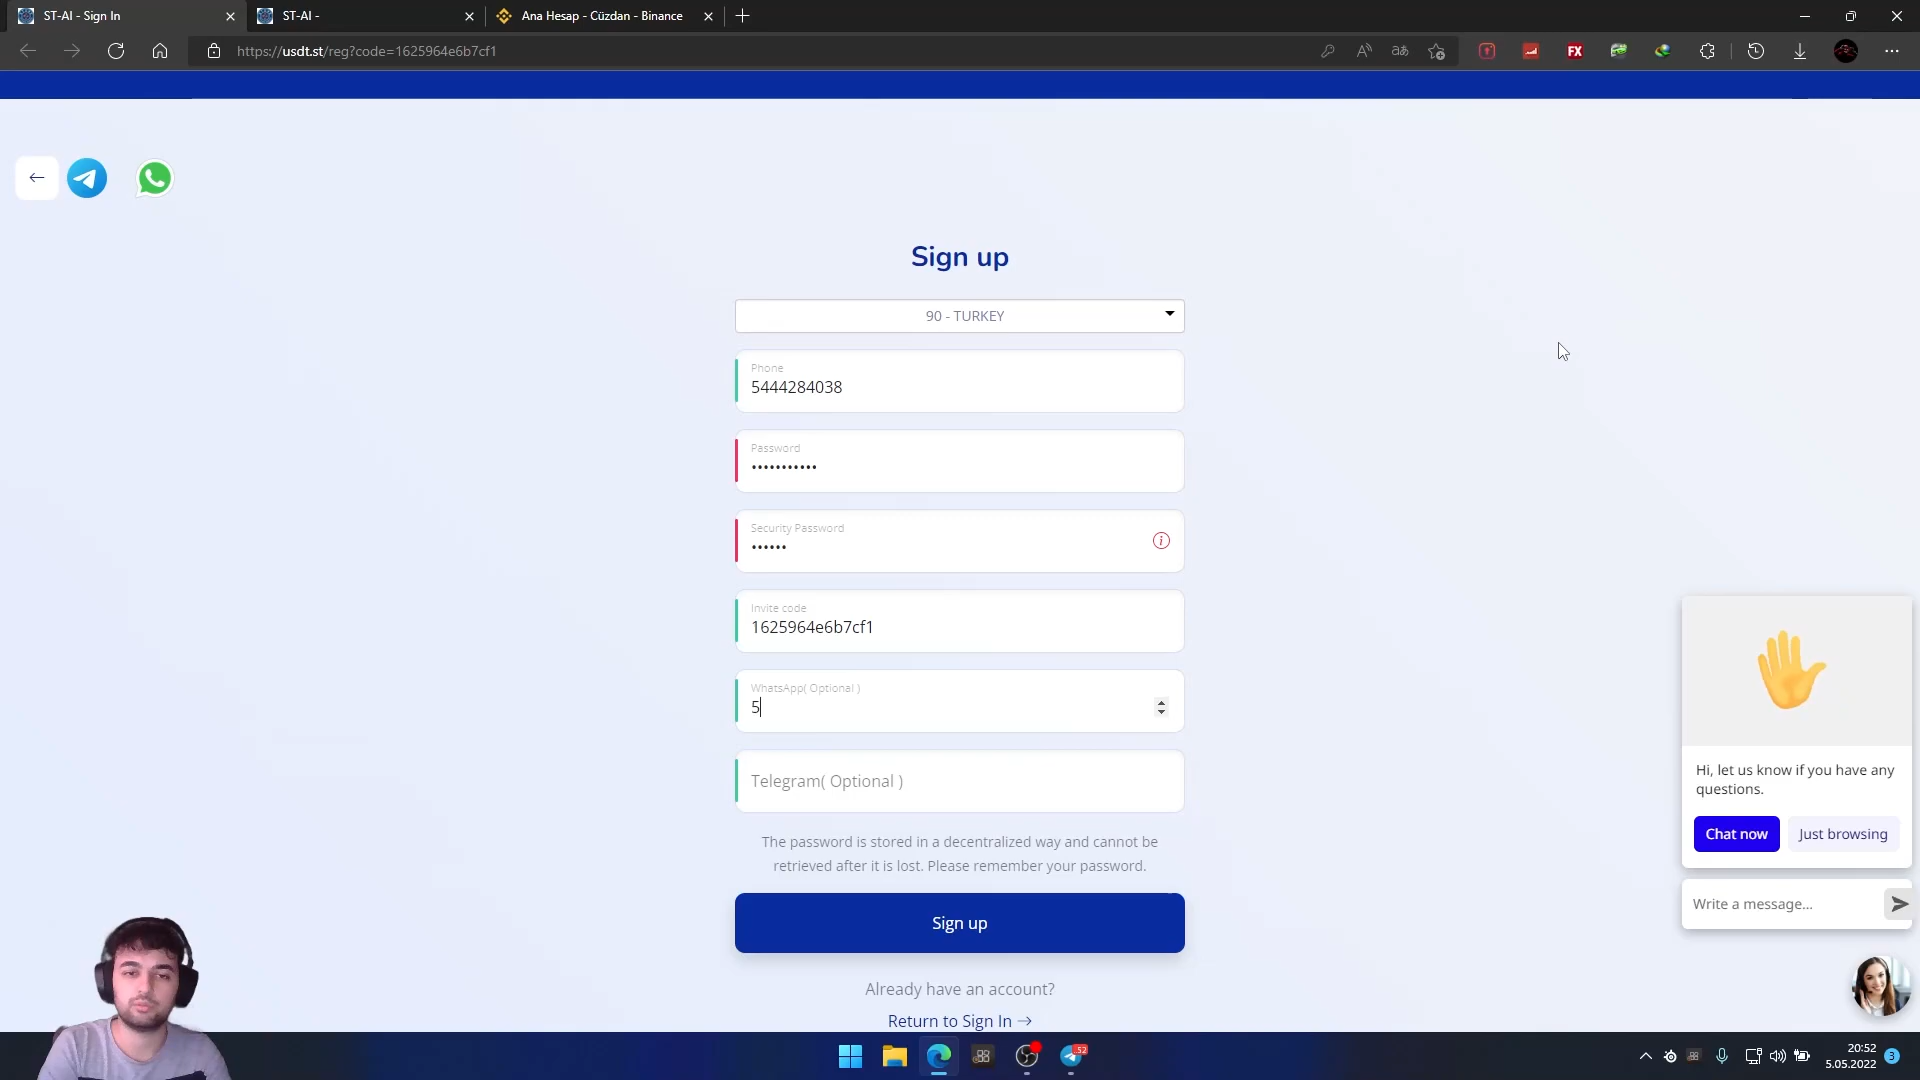 ST-AI - Sign In
ST-AI -
Ana Hesap - Cüzdan - Binance
https://usdt.st/reg?code=1625964e6b7cf1
Sign up
90 - TURKEY
Phone
5444284038
Password
•••••••••••
Security Password
••••••
Invite code
1625964e6b7cf1
WhatsApp( Optional )
5
Telegram( Optional )
The password is stored in a decentralized way and cannot be
retrieved after it is lost. Please remember your password.
Sign up
Already have an account?
Return to Sign In →
Hi, let us know if you have any
questions.
Chat now
Just browsing
Write a message...
FX
52
20:52
5.05.2022
3